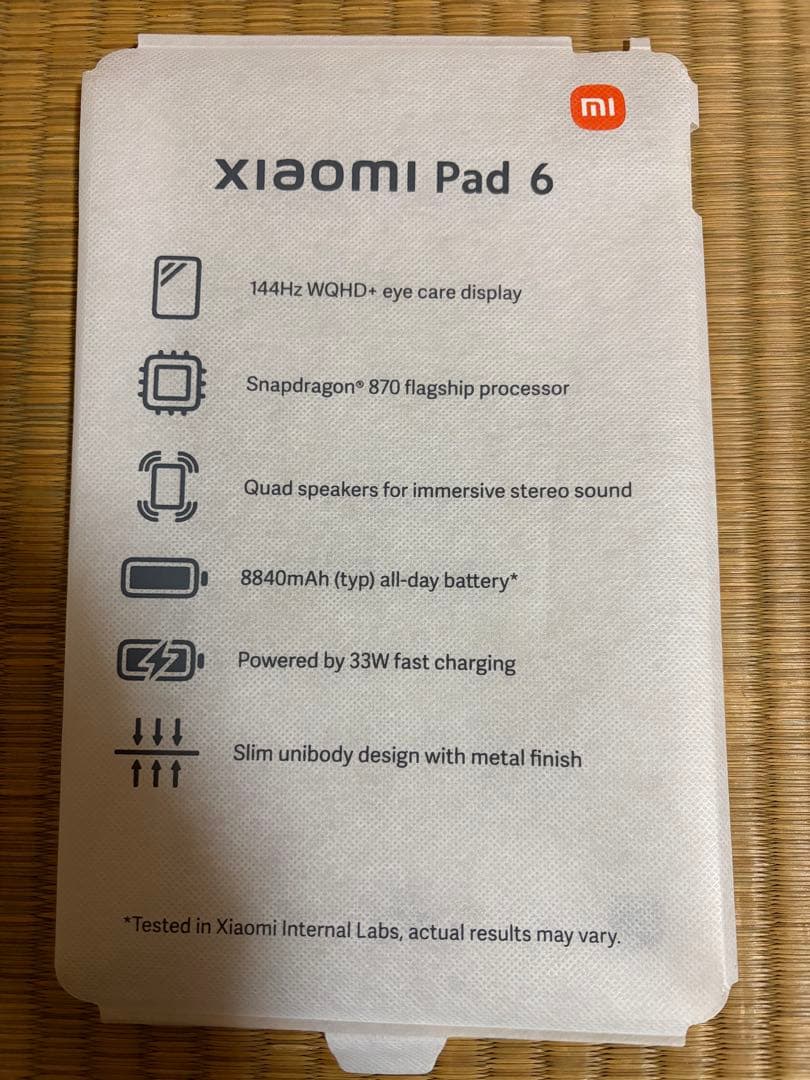 mi
xiaomi Pad 6
144Hz WQHD+ eye care display
Snapdragon® 870 flagship processor
Quad speakers for immersive stereo sound
8840mAh (typ) all-day battery*
Powered by 33W fast charging
Slim unibody design with metal finish
*Tested in Xiaomi Internal Labs, actual results may vary.